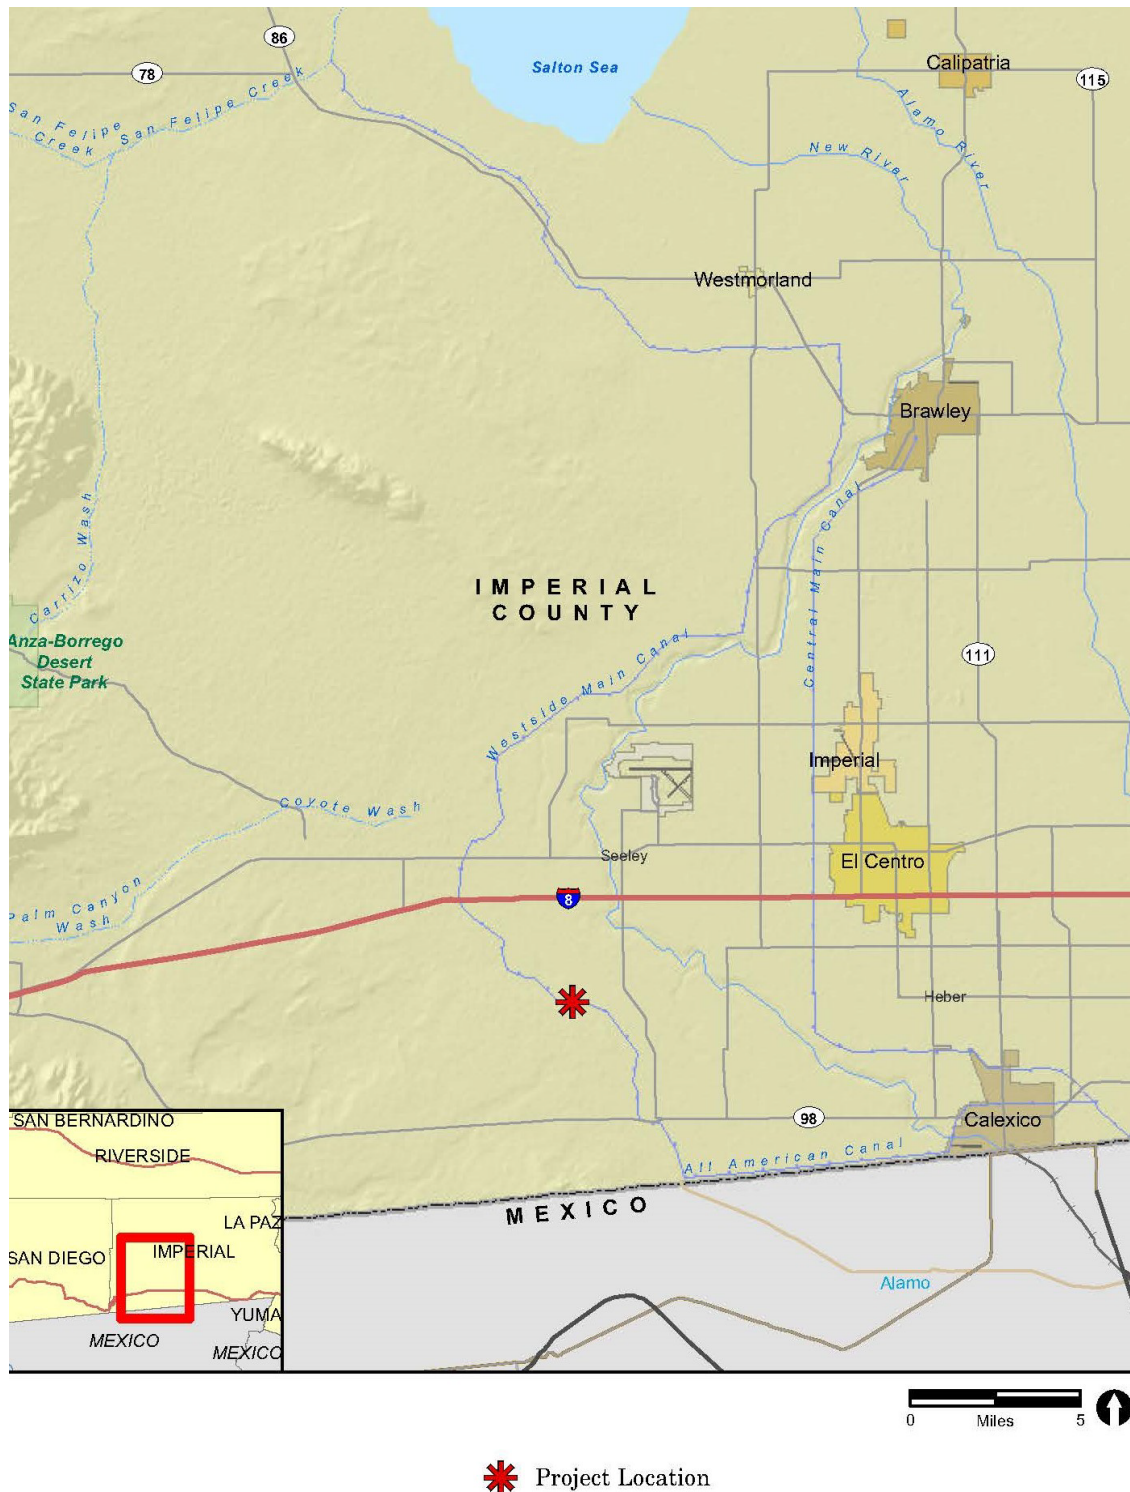 86
78
Salton Sea
Calipatria
115
San Felipe
Creek
San Felipe Creek
Alamo River
New River
Westmorland
Brawley
Carrizo Wash
Central Main Canal
IMPERIAL
COUNTY
111
Anza-Borrego
Desert
State Park
Westside Main Canal
Imperial
Coyote Wash
Seeley
El Centro
8
Palm Canyon
Wash
Heber
98
Calexico
All American Canal
MEXICO
Alamo
SAN BERNARDINO
RIVERSIDE
LA PAZ
SAN DIEGO
IMPERIAL
YUMA
MEXICO
MEXICO
0 Miles 5
Project Location